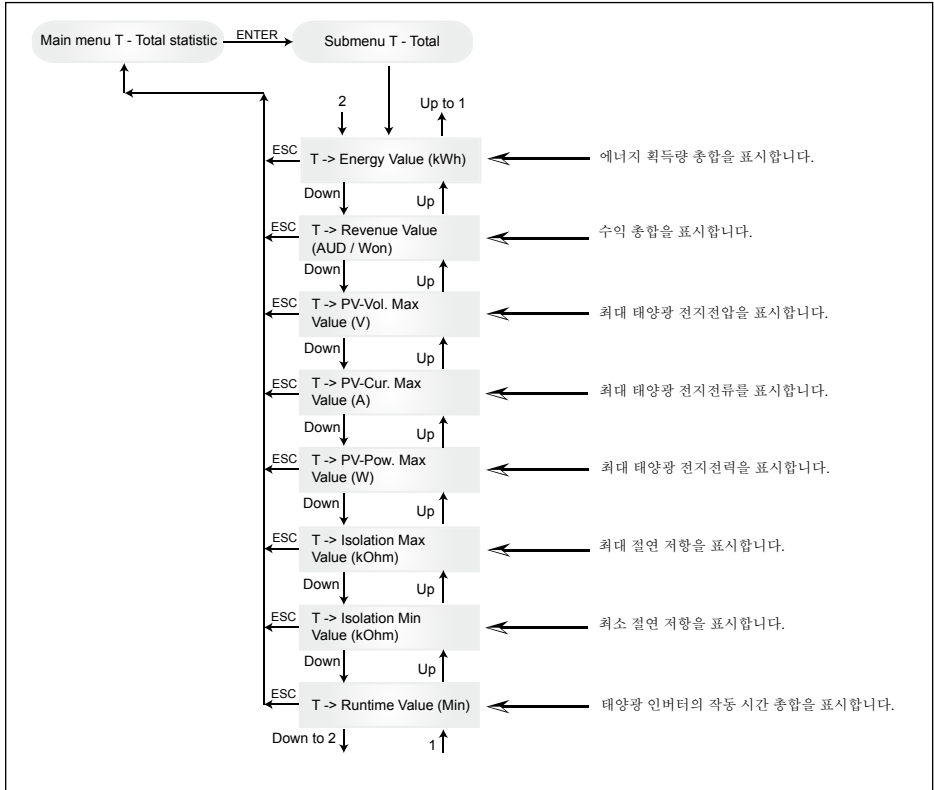 Main menu T - Total statistic
ENTER
Submenu T - Total
2
Up to 1
ESC
T -> Energy Value (kWh)
에너지 획득량 총합을 표시합니다.
Down
Up
ESC
T -> Revenue Value
(AUD / Won)
수익 총합을 표시합니다.
Down
Up
ESC
T -> PV-Vol. Max
Value (V)
최대 태양광 전지전압을 표시합니다.
Down
Up
ESC
T -> PV-Cur. Max
Value (A)
최대 태양광 전지전류를 표시합니다.
Down
Up
ESC
T -> PV-Pow. Max
Value (W)
최대 태양광 전지전력을 표시합니다.
Down
Up
ESC
T -> Isolation Max
Value (kOhm)
최대 절연 저항을 표시합니다.
Down
Up
ESC
T -> Isolation Min
Value (kOhm)
최소 절연 저항을 표시합니다.
Down
Up
ESC
T -> Runtime Value (Min)
태양광 인버터의 작동 시간 총합을 표시합니다.
Down to 2
1